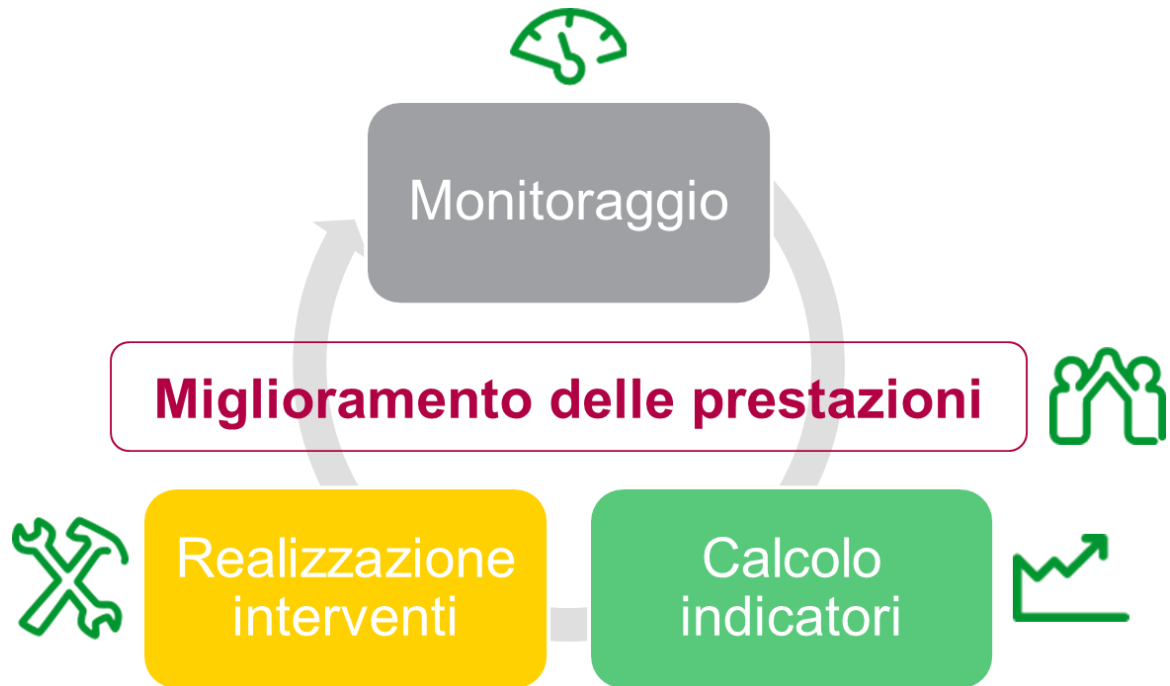 Monitoraggio
Miglioramento delle prestazioni
Realizzazione
interventi
Calcolo
indicatori